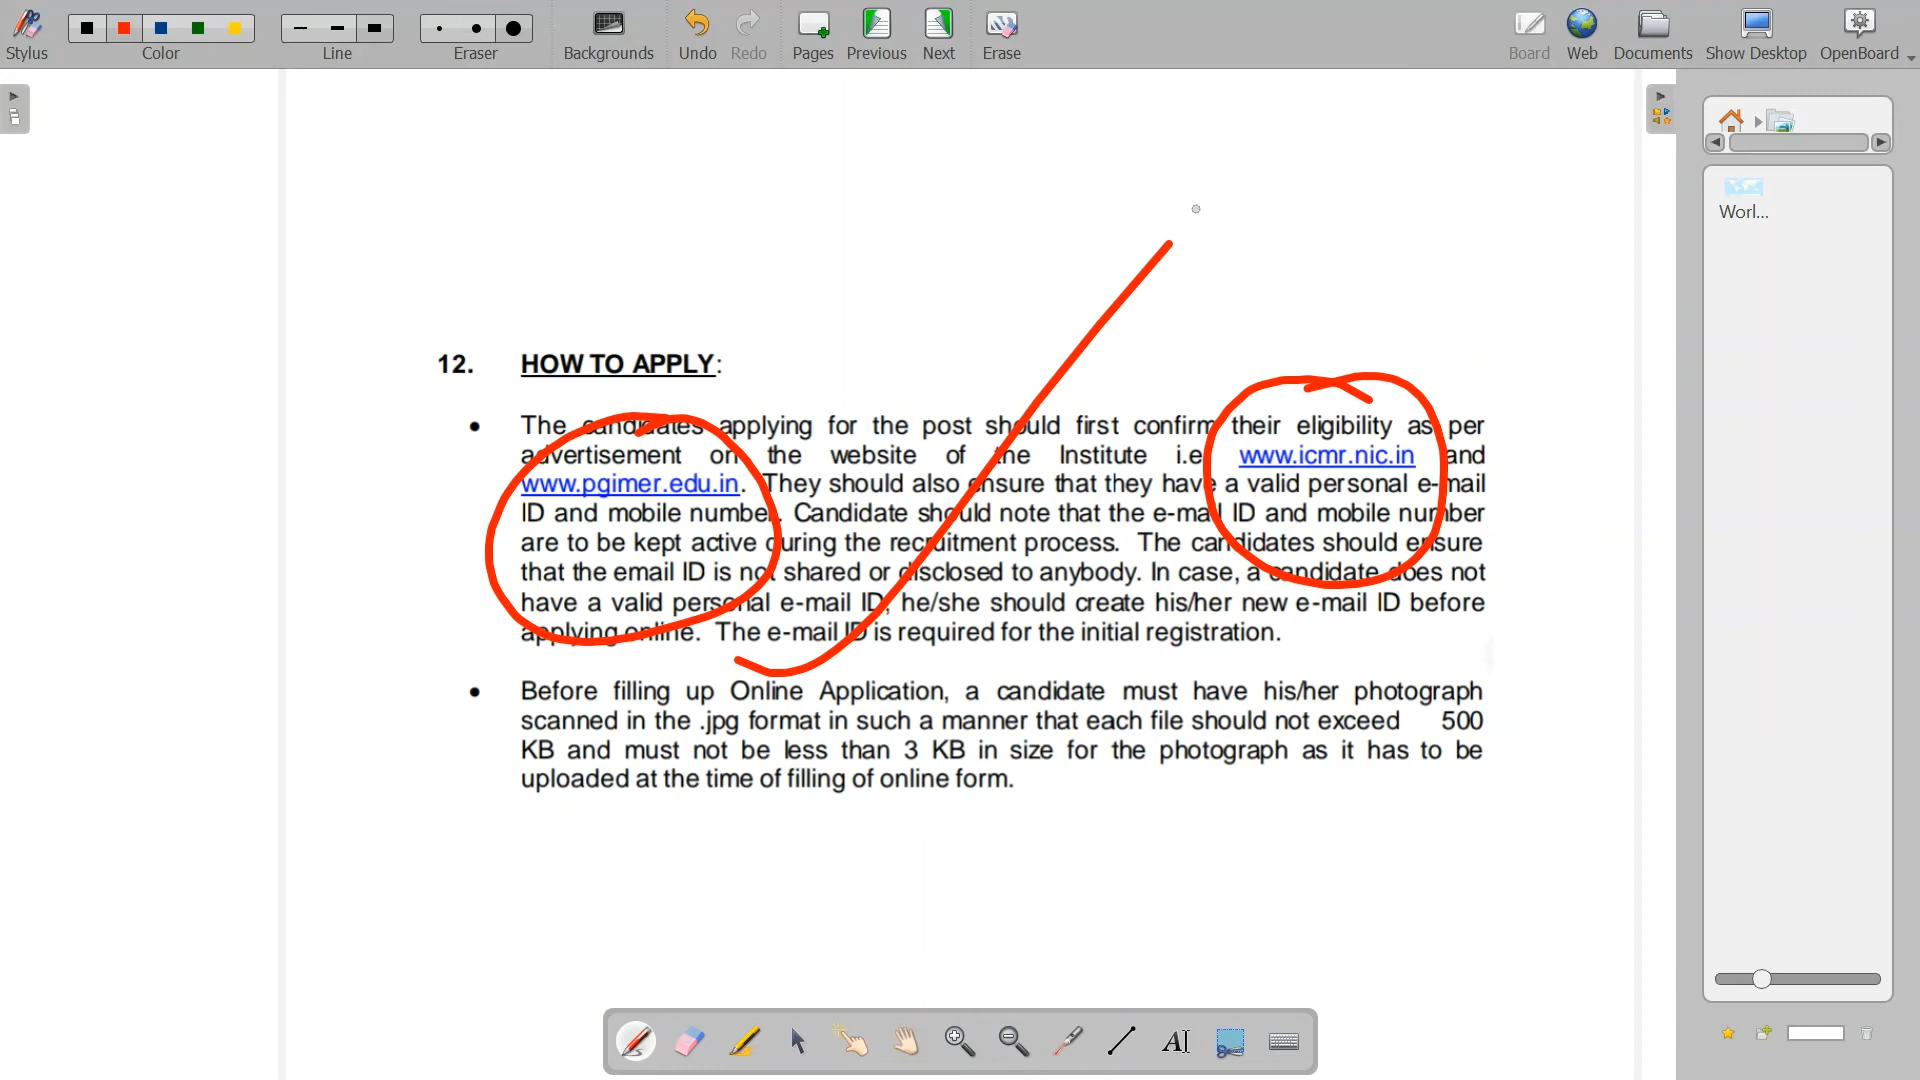 Stylus Color Line Eraser Backgrounds Undo Redo Pages Previous Next Erase Board Web Documents Show Desktop OpenBoard
Worl...
12. HOW TO APPLY:
• The candidates applying for the post should first confirm their eligibility as per
advertisement on the website of the Institute i.e www.icmr.nic.in and
www.pgimer.edu.in. They should also ensure that they have a valid personal e-mail
ID and mobile number. Candidate should note that the e-mail ID and mobile number
are to be kept active during the recruitment process. The candidates should ensure
that the email ID is not shared or disclosed to anybody. In case, a candidate does not
have a valid personal e-mail ID, he/she should create his/her new e-mail ID before
applying online. The e-mail ID is required for the initial registration.
• Before filling up Online Application, a candidate must have his/her photograph
scanned in the .jpg format in such a manner that each file should not exceed 500
KB and must not be less than 3 KB in size for the photograph as it has to be
uploaded at the time of filling of online form.